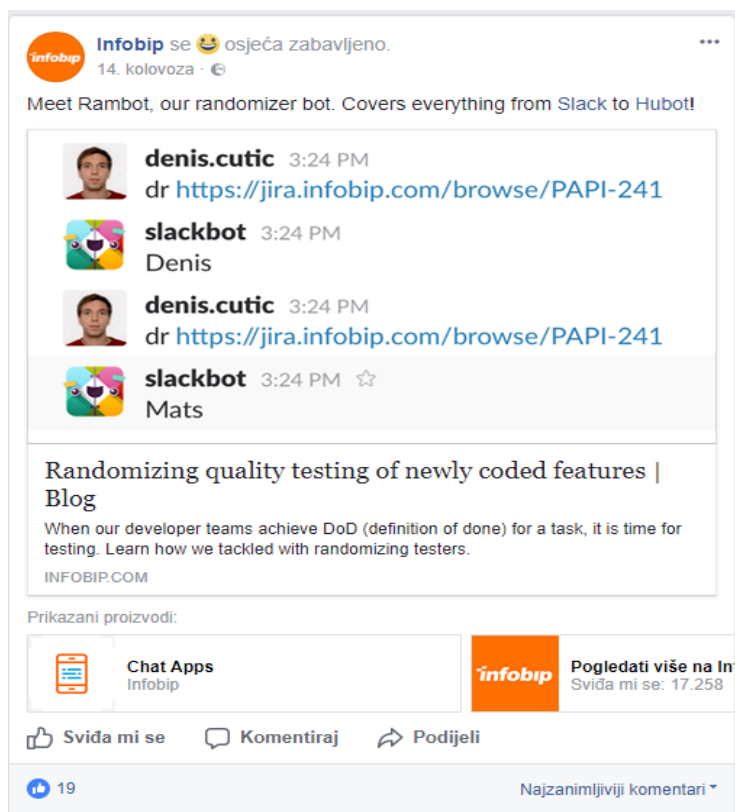 infobip
Infobip se osjeća zabavljeno.
14. kolovoza ·
Meet Rambot, our randomizer bot. Covers everything from Slack to Hubot!
denis.cutic 3:24 PM
dr https://jira.infobip.com/browse/PAPI-241
slackbot 3:24 PM
Denis
denis.cutic 3:24 PM
dr https://jira.infobip.com/browse/PAPI-241
slackbot 3:24 PM
Mats
Randomizing quality testing of newly coded features |
Blog
When our developer teams achieve DoD (definition of done) for a task, it is time for
testing. Learn how we tackled with randomizing testers.
INFOBIP.COM
Prikazani proizvodi:
Chat Apps
Infobip
infobip
Pogledati više na In
Sviđa mi se: 17.258
Sviđa mi se
Komentiraj
Podijeli
19
Najzanimljiviji komentari